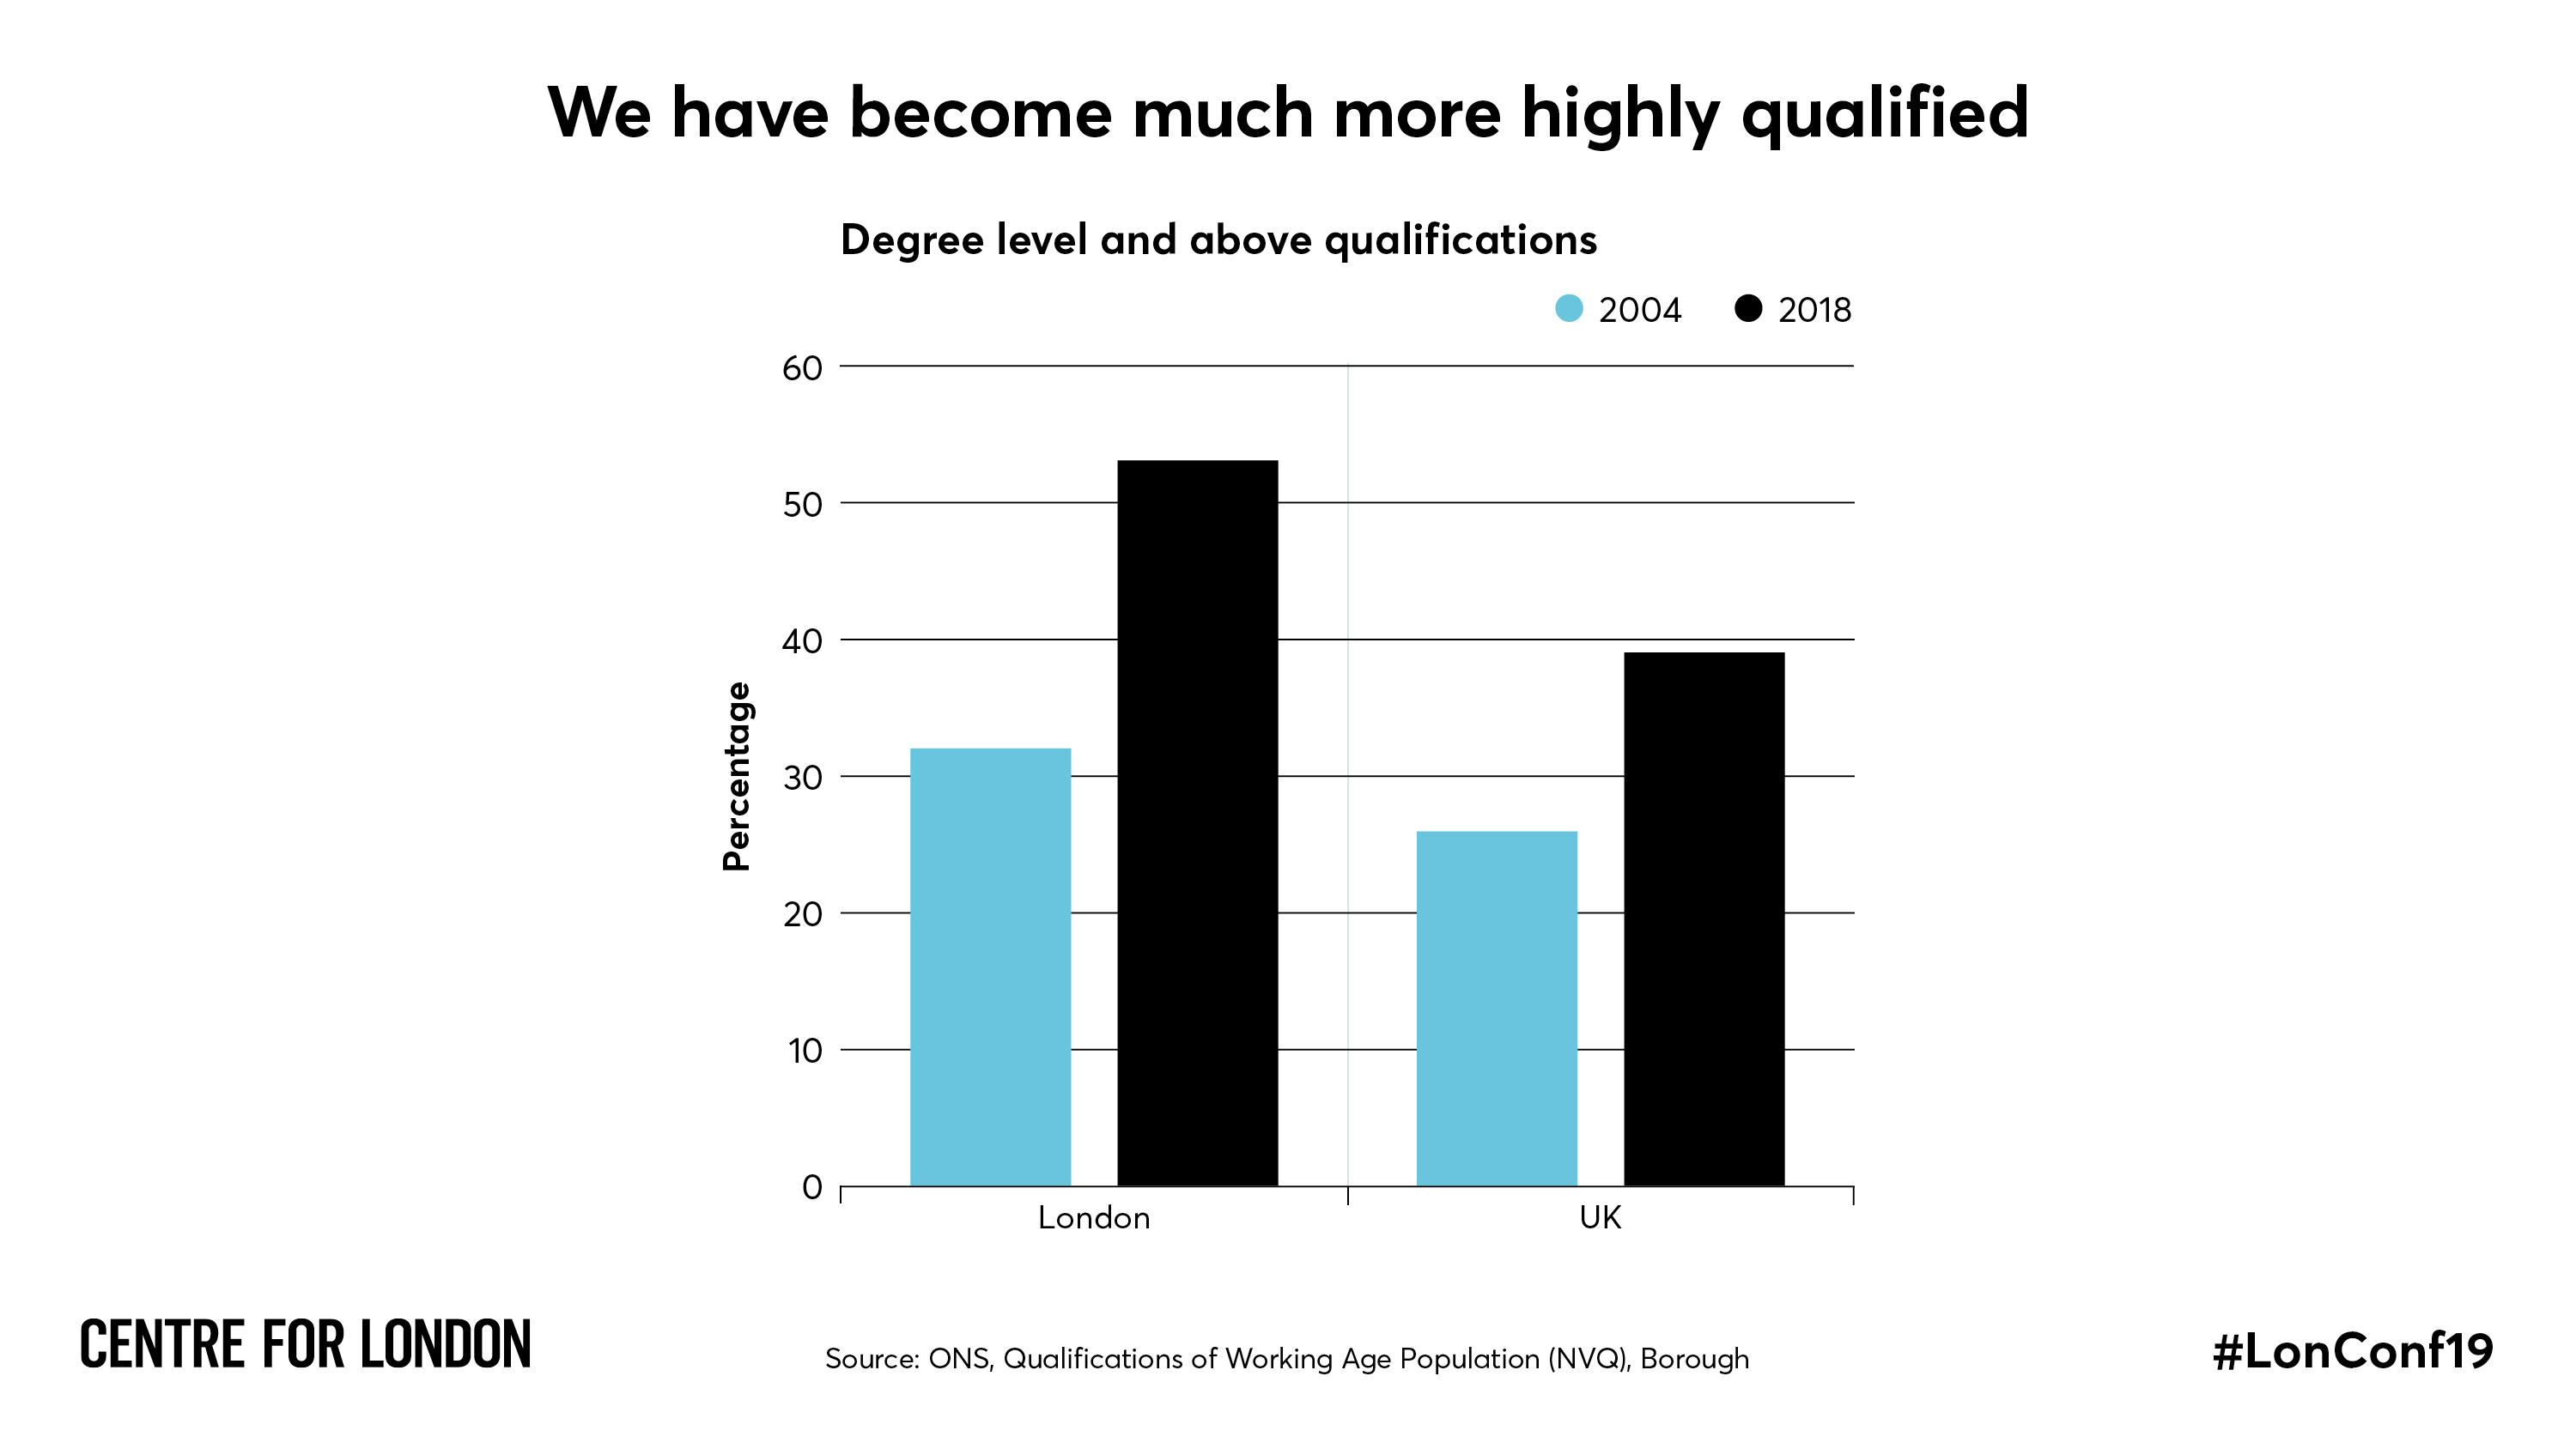 We have become much more highly qualified
Degree level and above qualifications
2004 2018
60
50
40
30
20
10
0
Percentage
London UK
CENTRE FOR LONDON
Source: ONS, Qualifications of Working Age Population (NVQ), Borough
#LonConf19